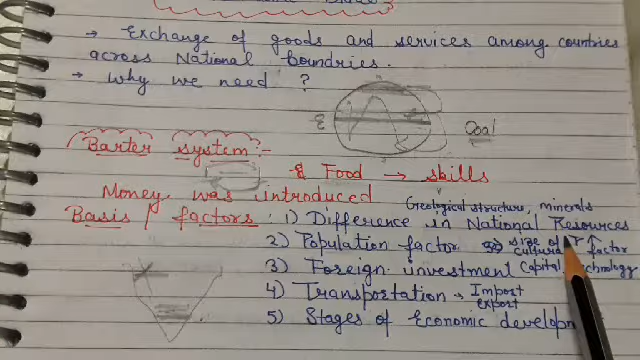 → Exchange of goods and services among countries
across National boundries.
→ Why we need ?
Coal
Barter system :-
Food → skills
Money was introduced
Geological structure, minerals
Basis / factors : 1) Difference in National Resources
2) Population factor size of P ↑
cultural factor
3) Foreign investment Capital
4) Transportation → Import
export
5) Stages of Economic